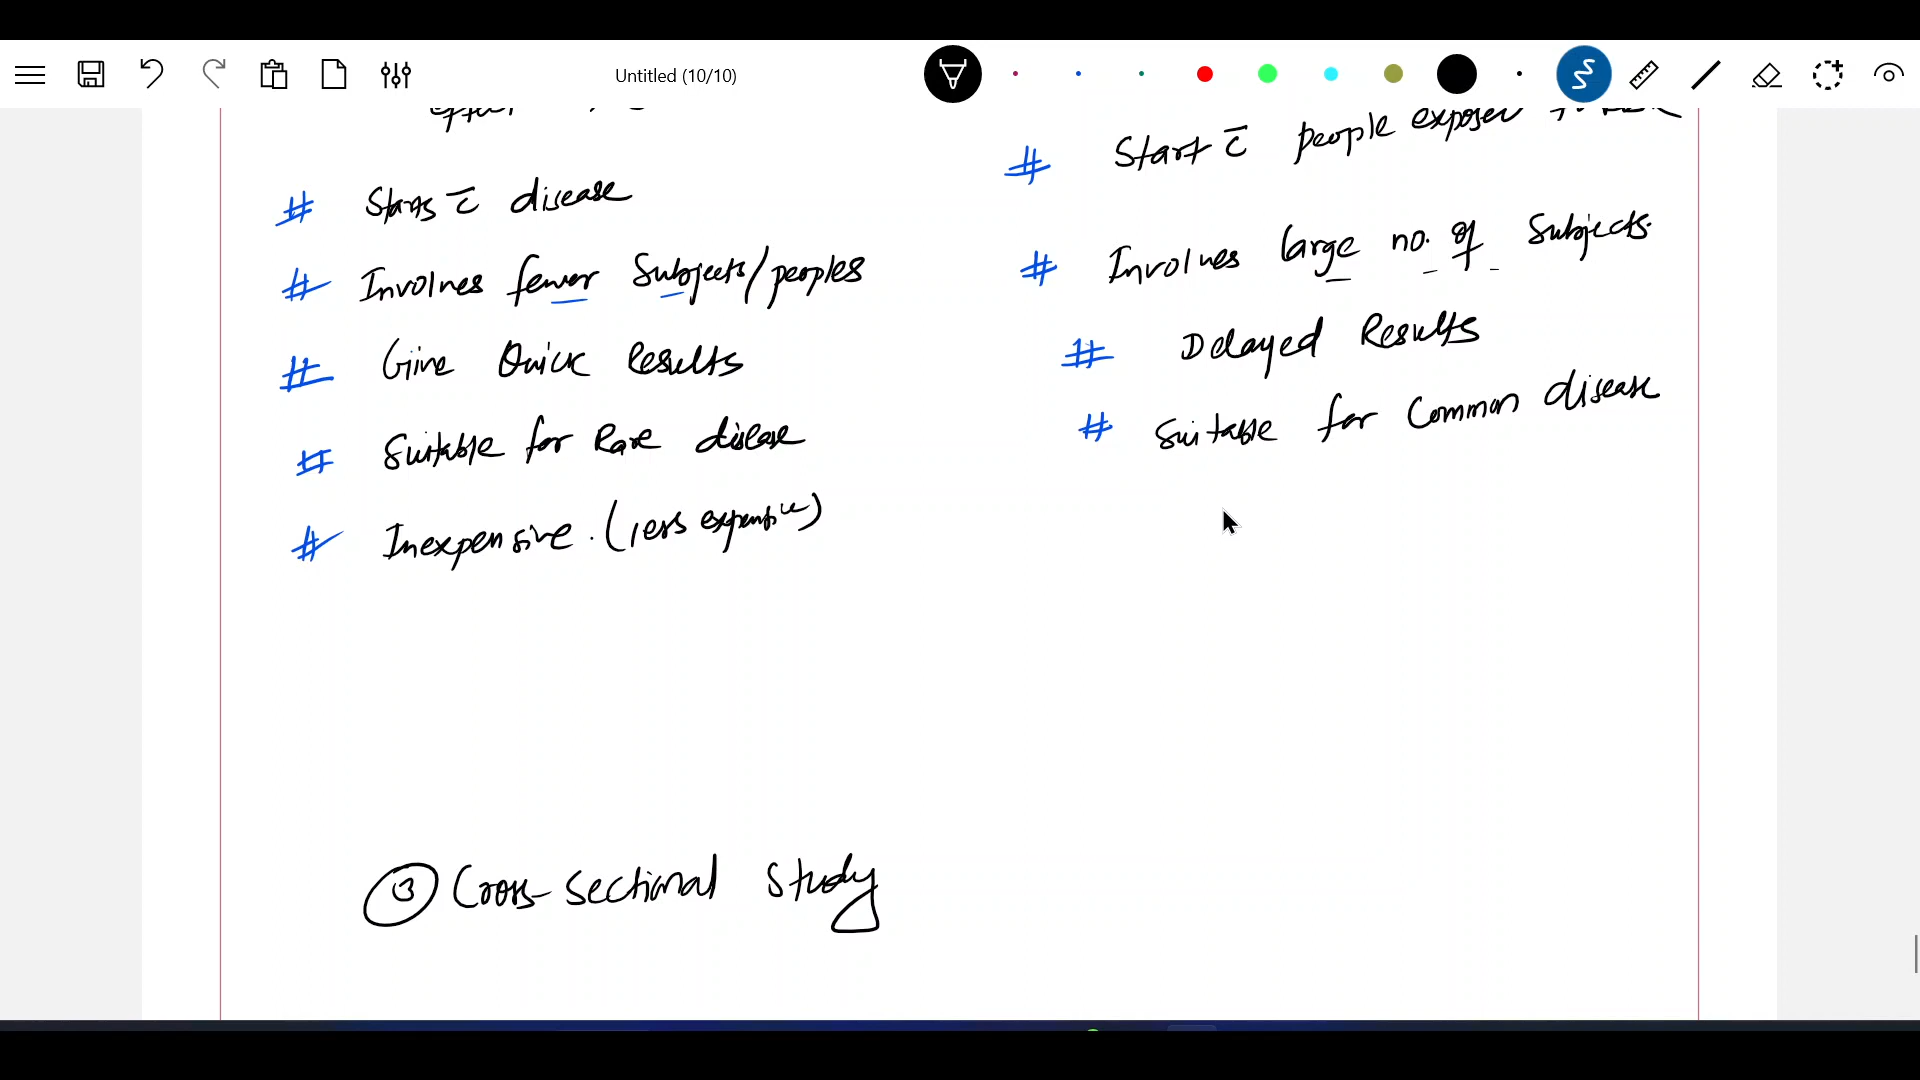 Untitled (10/10)
# Starts c̄ disease
# Involves fewer Subjects/peoples
# Give Quick Results
# Suitable for Rare disease
# Inexpensive. (less expensive)
# Start c̄ people exposed to
# Involves large no. of Subjects.
# Delayed Results
# Suitable for Common disease
③ Cross-sectional study